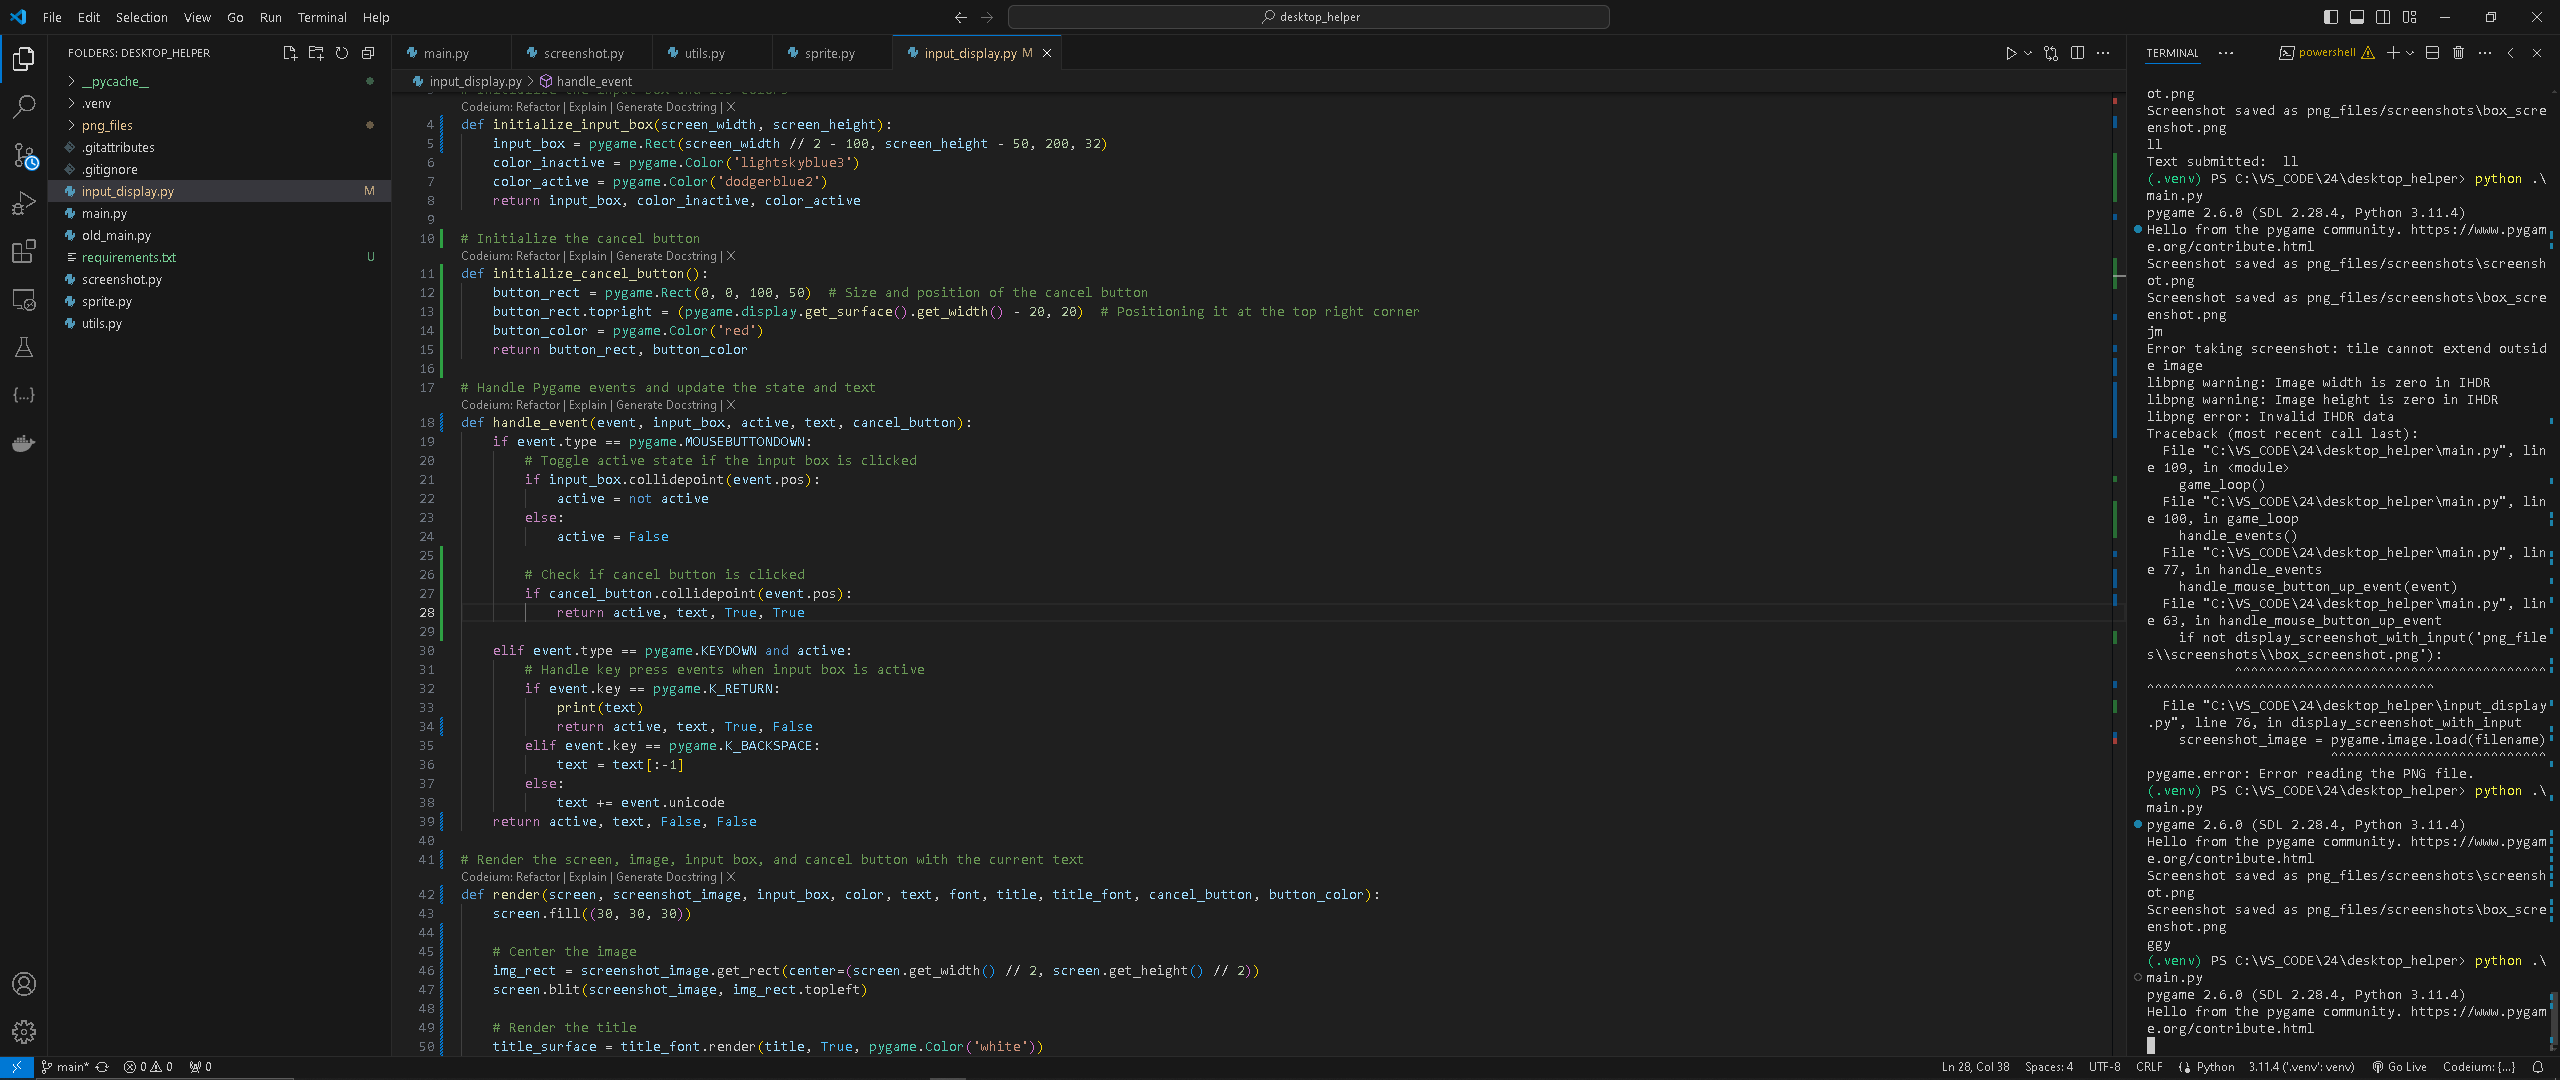 File Edit Selection View Go Run Terminal Help
desktop_helper
FOLDERS: DESKTOP_HELPER
__pycache__
.venv
png_files
.gitattributes
.gitignore
input_display.py M
main.py
old_main.py
requirements.txt U
screenshot.py
sprite.py
utils.py
main.py screenshot.py utils.py sprite.py input_display.py M
input_display.py > handle_event
Codeium: Refactor | Explain | Generate Docstring | X
4 def initialize_input_box(screen_width, screen_height):
5 input_box = pygame.Rect(screen_width // 2 - 100, screen_height - 50, 200, 32)
6 color_inactive = pygame.Color('lightskyblue3')
7 color_active = pygame.Color('dodgerblue2')
8 return input_box, color_inactive, color_active
9
10 # Initialize the cancel button
Codeium: Refactor | Explain | Generate Docstring | X
11 def initialize_cancel_button():
12 button_rect = pygame.Rect(0, 0, 100, 50)  # Size and position of the cancel button
13 button_rect.topright = (pygame.display.get_surface().get_width() - 20, 20)  # Positioning it at the top right corner
14 button_color = pygame.Color('red')
15 return button_rect, button_color
16
17 # Handle Pygame events and update the state and text
Codeium: Refactor | Explain | Generate Docstring | X
18 def handle_event(event, input_box, active, text, cancel_button):
19 if event.type == pygame.MOUSEBUTTONDOWN:
20 # Toggle active state if the input box is clicked
21 if input_box.collidepoint(event.pos):
22 active = not active
23 else:
24 active = False
25
26 # Check if cancel button is clicked
27 if cancel_button.collidepoint(event.pos):
28 return active, text, True, True
29
30 elif event.type == pygame.KEYDOWN and active:
31 # Handle key press events when input box is active
32 if event.key == pygame.K_RETURN:
33 print(text)
34 return active, text, True, False
35 elif event.key == pygame.K_BACKSPACE:
36 text = text[:-1]
37 else:
38 text += event.unicode
39 return active, text, False, False
40
41 # Render the screen, image, input box, and cancel button with the current text
Codeium: Refactor | Explain | Generate Docstring | X
42 def render(screen, screenshot_image, input_box, color, text, font, title, title_font, cancel_button, button_color):
43 screen.fill((30, 30, 30))
44
45 # Center the image
46 img_rect = screenshot_image.get_rect(center=(screen.get_width() // 2, screen.get_height() // 2))
47 screen.blit(screenshot_image, img_rect.topleft)
48
49 # Render the title
50 title_surface = title_font.render(title, True, pygame.Color('white'))
TERMINAL powershell
ot.png
Screenshot saved as png_files/screenshots\box_scre
enshot.png
ll
Text submitted:  ll
(.venv) PS C:\VS_CODE\24\desktop_helper> python .\
main.py
pygame 2.6.0 (SDL 2.28.4, Python 3.11.4)
Hello from the pygame community. https://www.pygam
e.org/contribute.html
Screenshot saved as png_files/screenshots\screensh
ot.png
Screenshot saved as png_files/screenshots\box_scre
enshot.png
jm
Error taking screenshot: tile cannot extend outsid
e image
libpng warning: Image width is zero in IHDR
libpng warning: Image height is zero in IHDR
libpng error: Invalid IHDR data
Traceback (most recent call last):
File "C:\VS_CODE\24\desktop_helper\main.py", lin
e 109, in <module>
game_loop()
File "C:\VS_CODE\24\desktop_helper\main.py", lin
e 100, in game_loop
handle_events()
File "C:\VS_CODE\24\desktop_helper\main.py", lin
e 77, in handle_events
handle_mouse_button_up_event(event)
File "C:\VS_CODE\24\desktop_helper\main.py", lin
e 63, in handle_mouse_button_up_event
if not display_screenshot_with_input('png_file
s\\screenshots\\box_screenshot.png'):
^^^^^^^^^^^^^^^^^^^^^^^^^^^^^^^^^^^^^^^
^^^^^^^^^^^^^^^^^^^^^^^^^^^^^^^^^^^^
File "C:\VS_CODE\24\desktop_helper\input_display
.py", line 76, in display_screenshot_with_input
screenshot_image = pygame.image.load(filename)
^^^^^^^^^^^^^^^^^^^^^^^^^^^
pygame.error: Error reading the PNG file.
(.venv) PS C:\VS_CODE\24\desktop_helper> python .\
main.py
pygame 2.6.0 (SDL 2.28.4, Python 3.11.4)
Hello from the pygame community. https://www.pygam
e.org/contribute.html
Screenshot saved as png_files/screenshots\screensh
ot.png
Screenshot saved as png_files/screenshots\box_scre
enshot.png
ggy
(.venv) PS C:\VS_CODE\24\desktop_helper> python .\
main.py
pygame 2.6.0 (SDL 2.28.4, Python 3.11.4)
Hello from the pygame community. https://www.pygam
e.org/contribute.html
main* 0 0 0 Ln 28, Col 38 Spaces: 4 UTF-8 CRLF Python 3.11.4 ('.venv': venv) Go Live Codeium: {...}